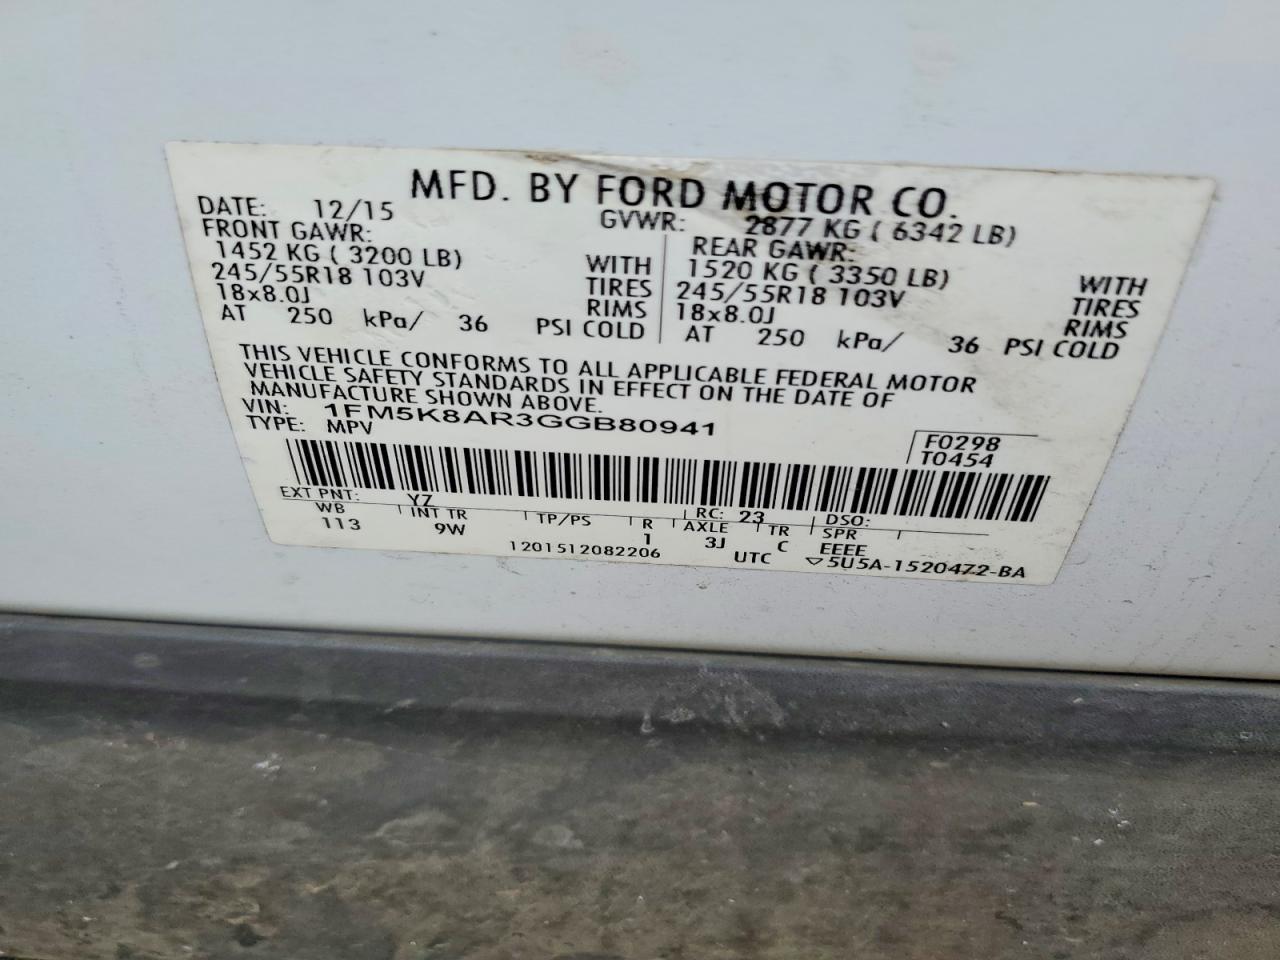 MFD. BY FORD MOTOR CO.
DATE: 12/15 GVWR: 2877 KG ( 6342 LB)
FRONT GAWR: REAR GAWR:
1452 KG ( 3200 LB) WITH 1520 KG ( 3350 LB) WITH
245/55R18 103V TIRES 245/55R18 103V TIRES
18x8.0J RIMS 18x8.0J RIMS
AT 250 kPa/ 36 PSI COLD AT 250 kPa/ 36 PSI COLD
THIS VEHICLE CONFORMS TO ALL APPLICABLE FEDERAL MOTOR
VEHICLE SAFETY STANDARDS IN EFFECT ON THE DATE OF
MANUFACTURE SHOWN ABOVE.
VIN: 1FM5K8AR3GGB80941
TYPE: MPV
F0298
T0454
EXT PNT: YZ RC: 23 DSO:
WB INT TR TP/PS R AXLE TR SPR
113 9W 1 3J C EEEE
1201512082206 UTC ▽5U5A-1520472-BA